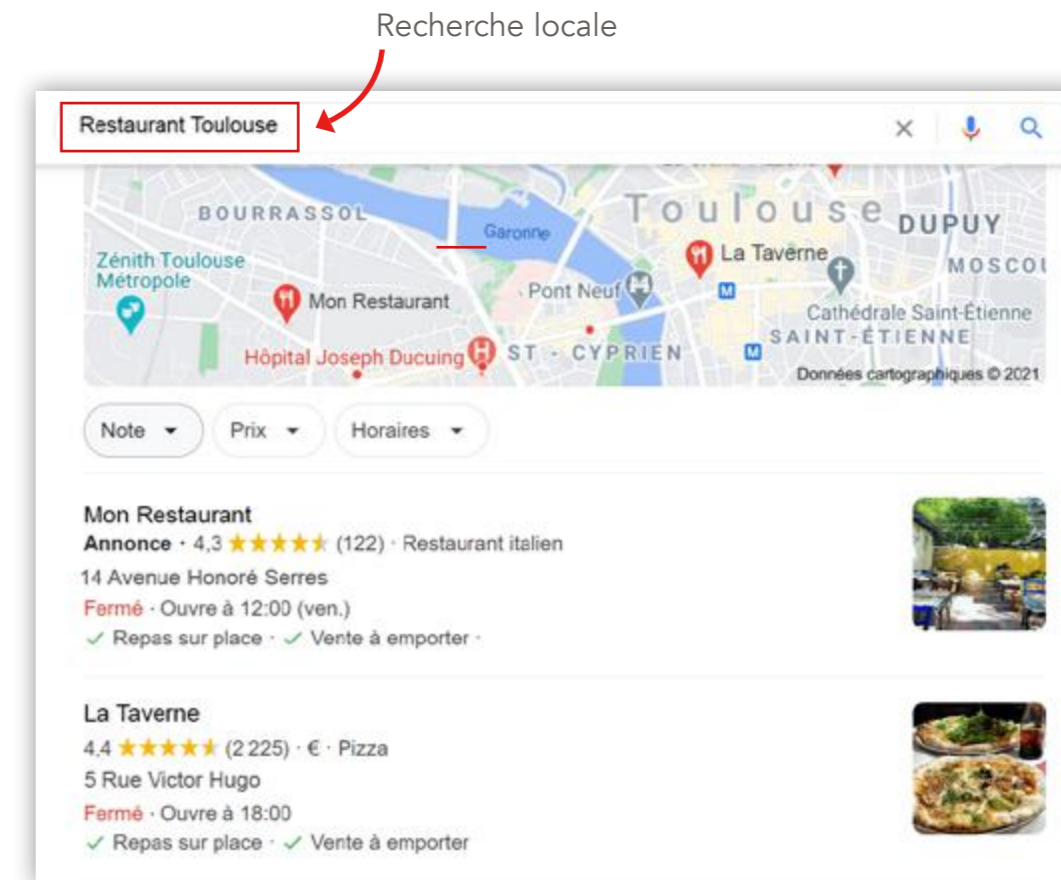 Recherche locale
Restaurant Toulouse
Toulouse
BOURRASSOL
DUPUY
Garonne
Zénith Toulouse
Métropole
La Taverne
MOSCOU
Pont Neuf
Mon Restaurant
M
Cathédrale Saint-Étienne
SAINT-ÉTIENNE
Hôpital Joseph Ducuing
H
ST - CYPRIEN
M
Données cartographiques © 2021
Note
Prix
Horaires
Mon Restaurant
Annonce · 4,3 (122) · Restaurant italien
14 Avenue Honoré Serres
Fermé · Ouvre à 12:00 (ven.)
✓ Repas sur place · ✓ Vente à emporter ·
La Taverne
4,4 (2 225) · € · Pizza
5 Rue Victor Hugo
Fermé · Ouvre à 18:00
✓ Repas sur place · ✓ Vente à emporter